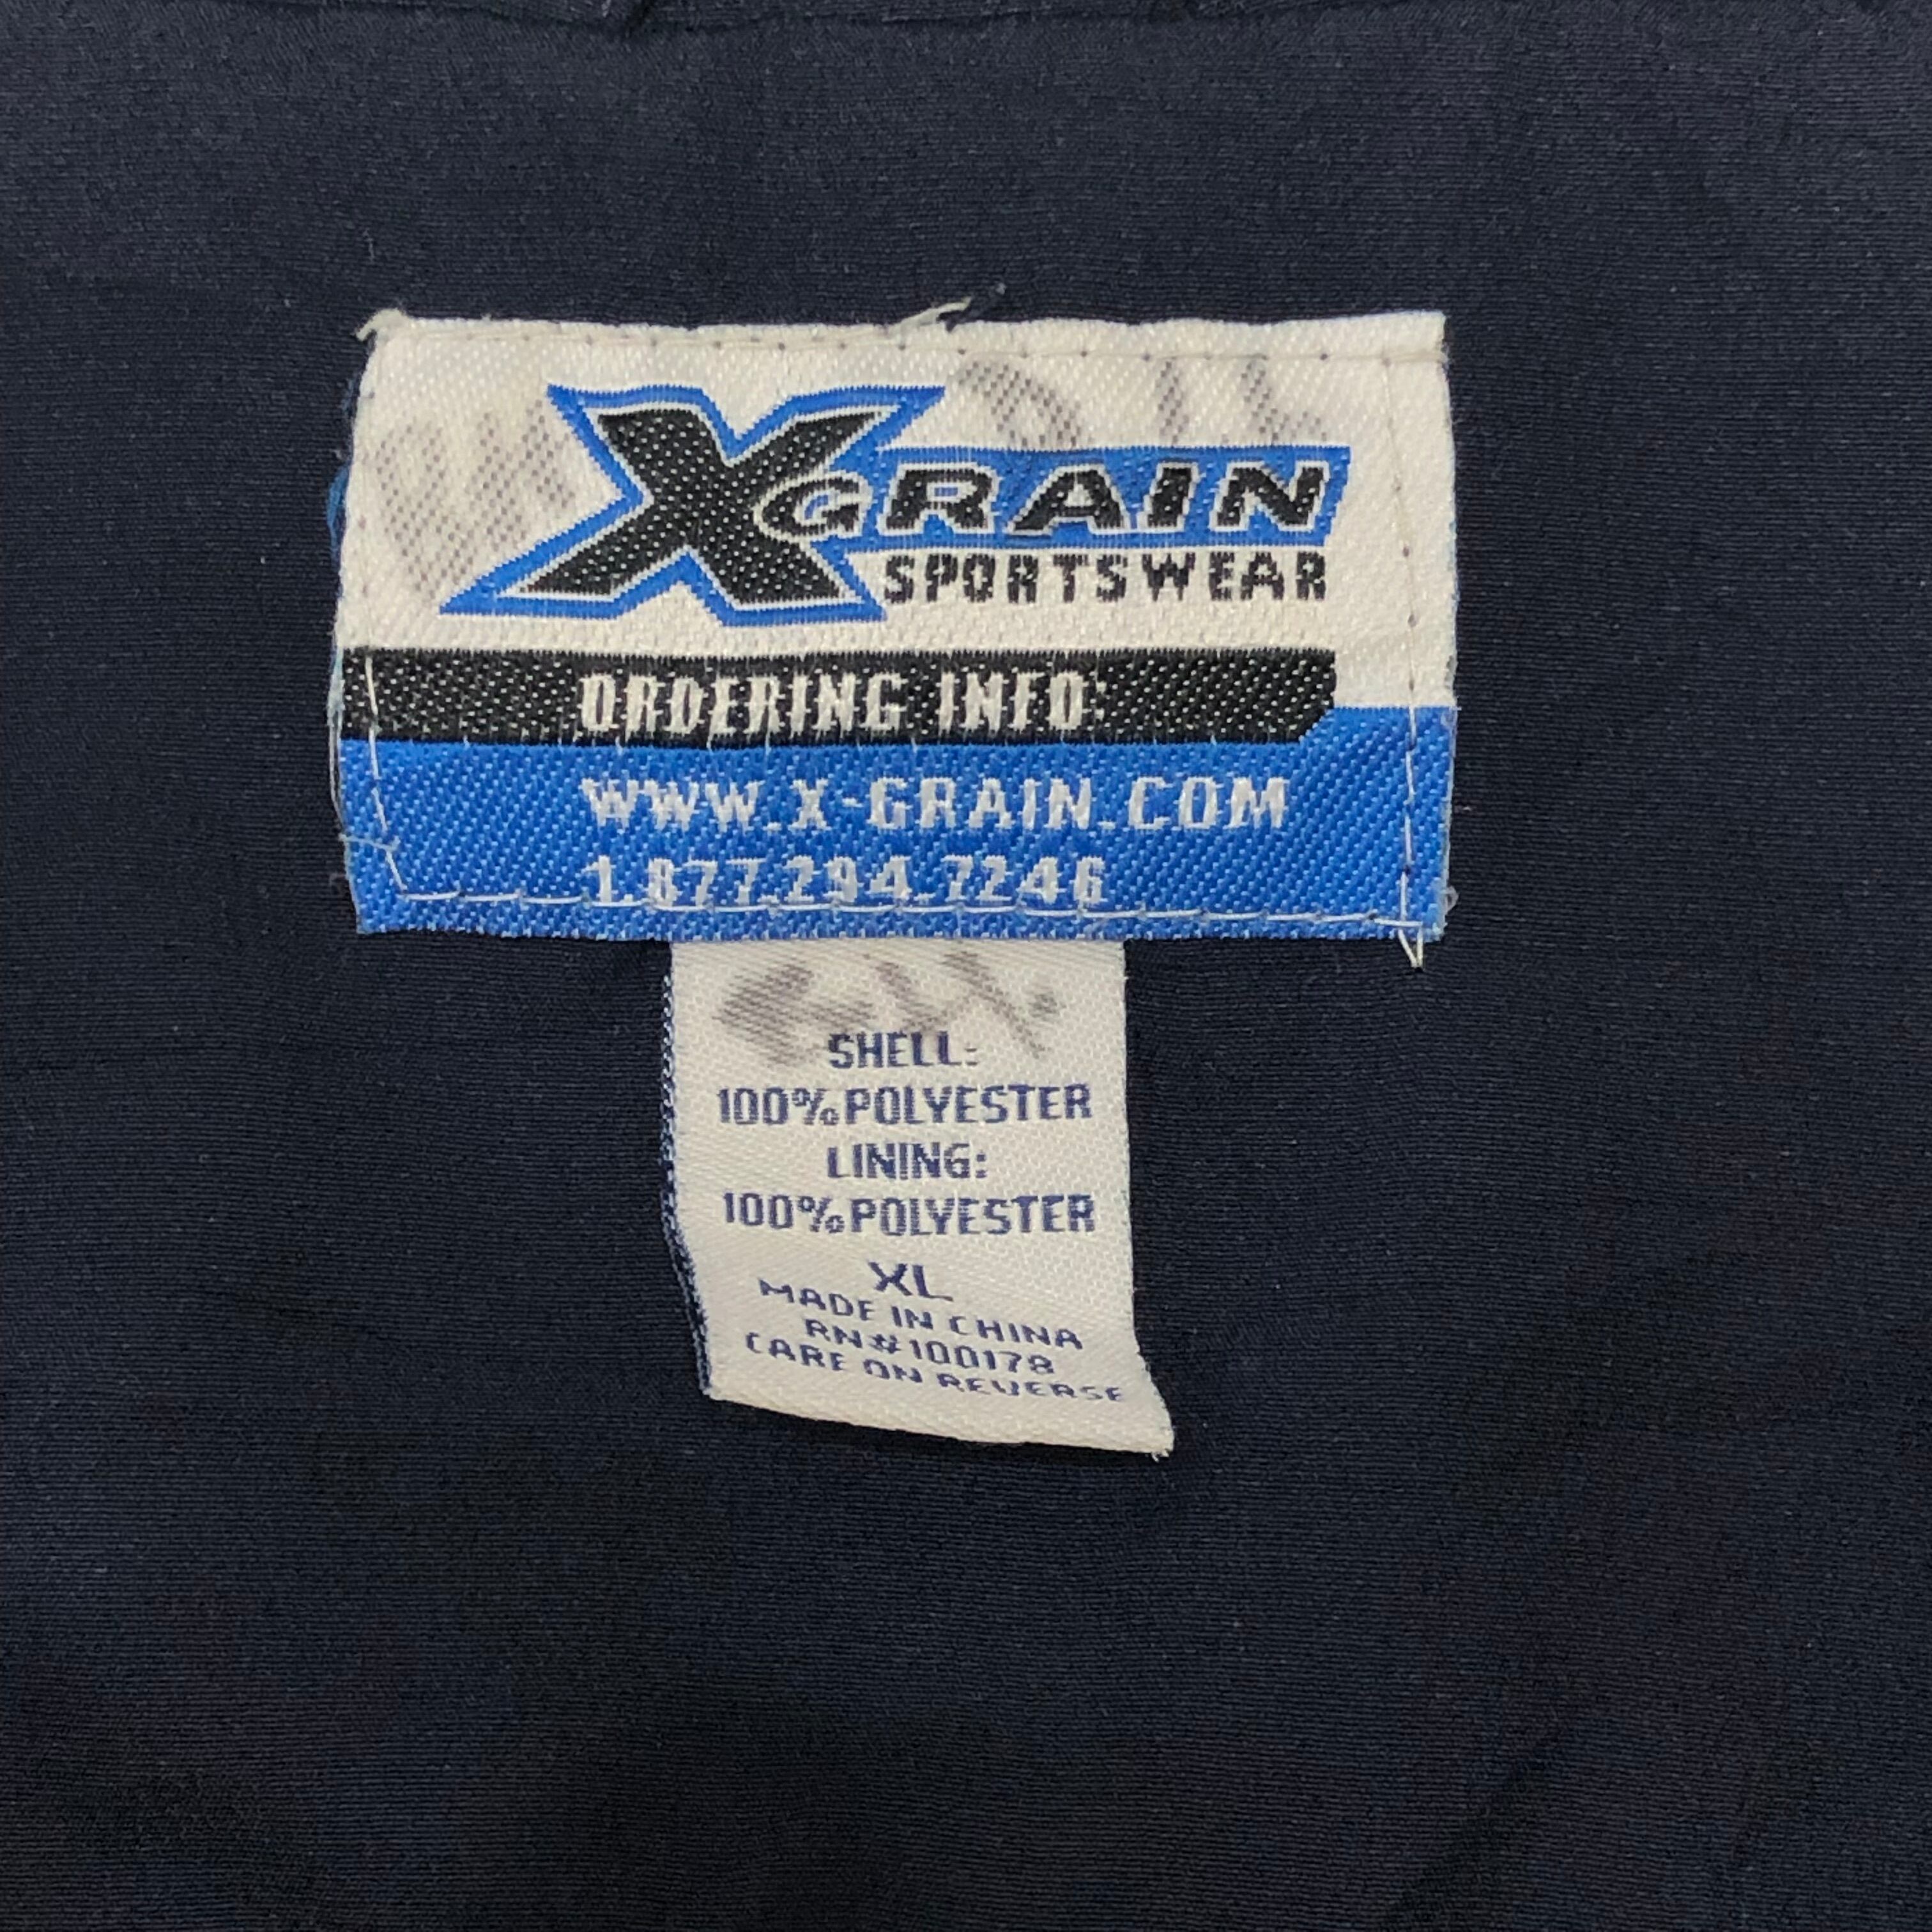 XGRAIN
SPORTSWEAR
ORDERING INFO:
WWW.X-GRAIN.COM
1.877.294.7246
SHELL:
100% POLYESTER
LINING:
100% POLYESTER
XL
MADE IN CHINA
RN#100178
CARE ON REVERSE